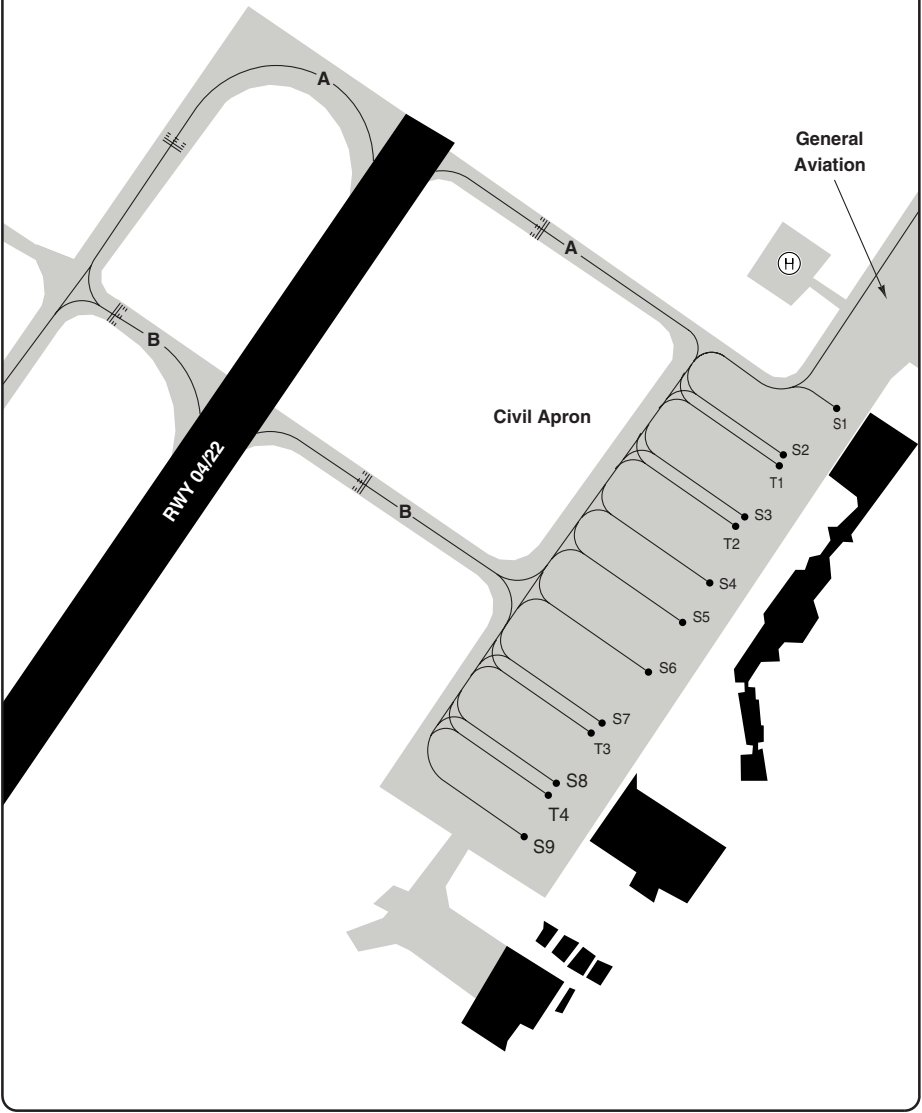 A
General
Aviation
H
A
B
Civil Apron
S1
S2
T1
RWY 04/22
B
S3
T2
S4
S5
S6
S7
T3
S8
T4
S9